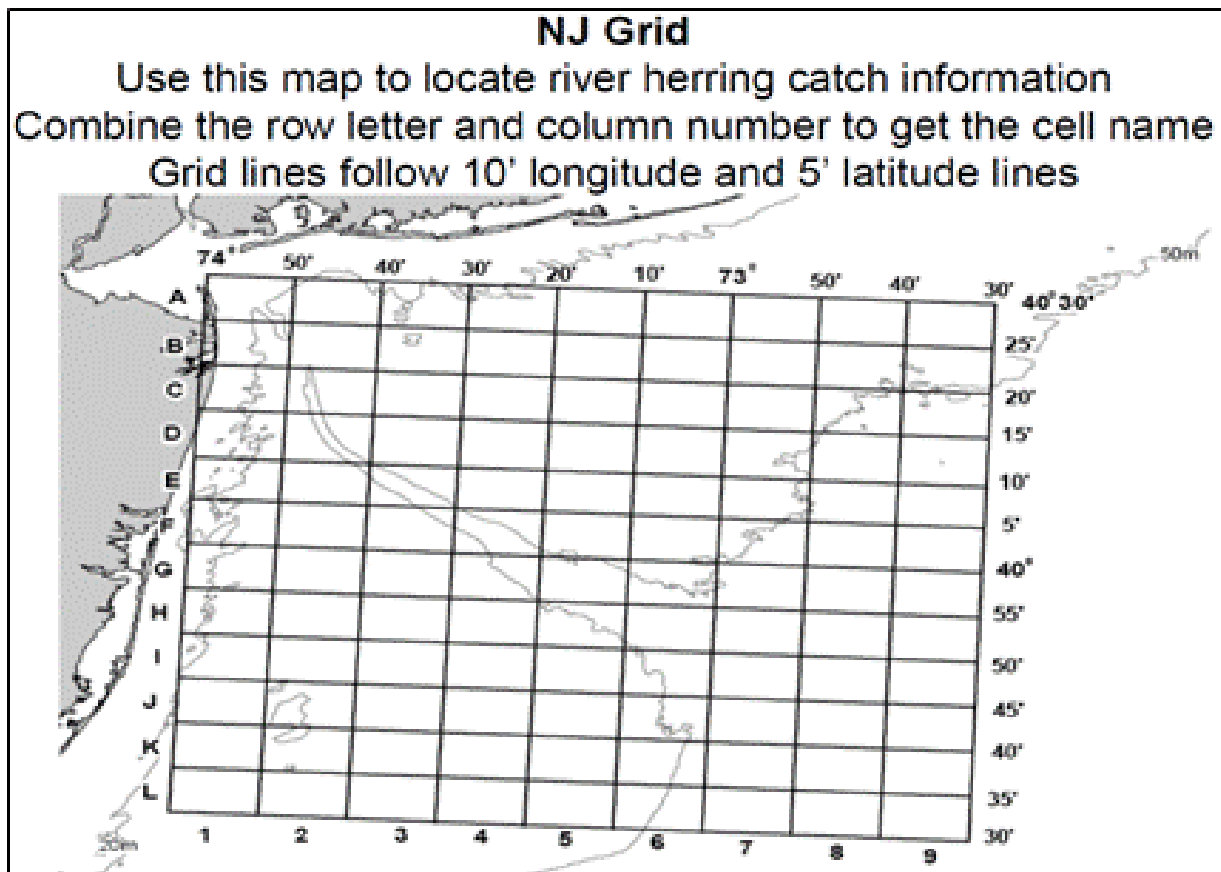 NJ Grid
Use this map to locate river herring catch information
Combine the row letter and column number to get the cell name
Grid lines follow 10' longitude and 5' latitude lines
74° 50' 40' 30' 20' 10' 73° 50' 40' 30'
40° 30'
50m
A
B
25'
C
20'
D
15'
E
10'
F
5'
G
40°
H
55'
I
50'
J
45'
K
40'
L
35'
30'
1 2 3 4 5 6 7 8 9
20m